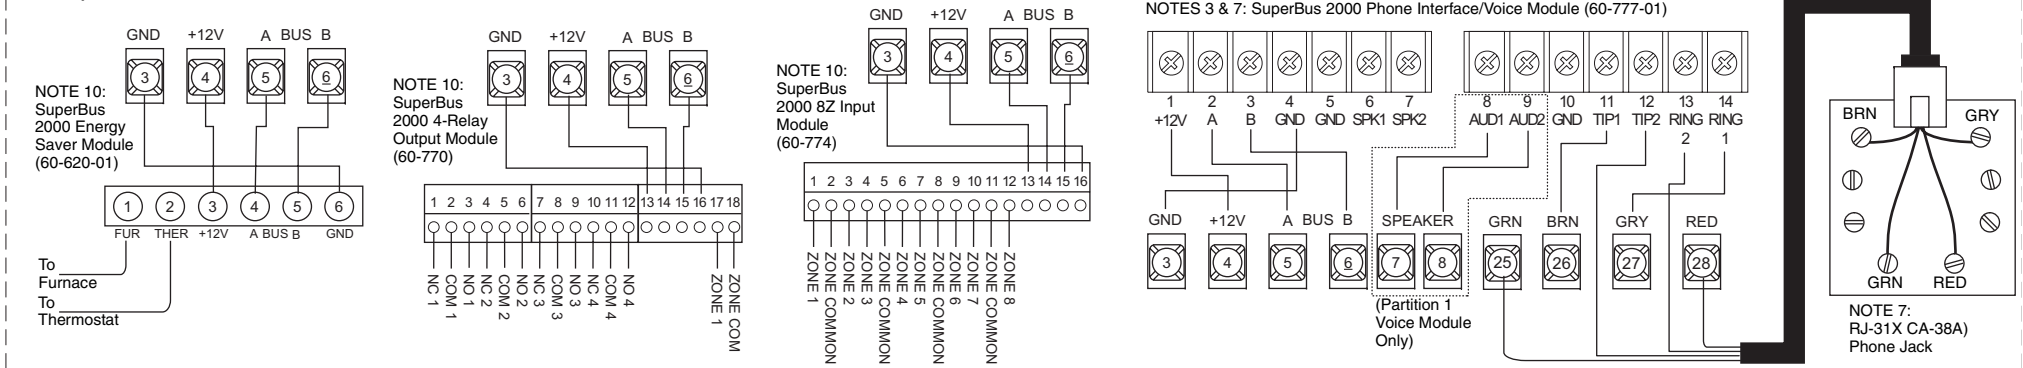 GND +12V A BUS B
3 4 5 6
NOTE 10:
SuperBus
2000 Energy
Saver Module
(60-620-01)
1 2 3 4 5 6
FUR THER +12V A BUS B GND
To
Furnace
To
Thermostat
GND +12V A BUS B
3 4 5 6
NOTE 10:
SuperBus
2000 4-Relay
Output Module
(60-770)
1 2 3 4 5 6 7 8 9 10 11 12 13 14 15 16 17 18
NC 1
COM 1
NO 1
NC 2
COM 2
NO 2
NC 3
COM 3
NO 3
NC 4
COM 4
NO 4
ZONE 1
ZONE COM
GND +12V A BUS B
3 4 5 6
NOTE 10:
SuperBus
2000 8Z Input
Module
(60-774)
1 2 3 4 5 6 7 8 9 10 11 12 13 14 15 16
ZONE 1
ZONE COMMON
ZONE 2
ZONE 3
ZONE COMMON
ZONE 4
ZONE 5
ZONE COMMON
ZONE 6
ZONE 7
ZONE COMMON
ZONE 8
NOTES 3 & 7: SuperBus 2000 Phone Interface/Voice Module (60-777-01)
1 2 3 4 5 6 7 8 9 10 11 12 13 14
+12V A B GND GND SPK1 SPK2 AUD1 AUD2 GND TIP1 TIP2 RING RING
2 1
GND +12V A BUS B SPEAKER GRN BRN GRY RED
3 4 5 6 7 8 25 26 27 28
(Partition 1
Voice Module
Only)
BRN GRY
GRN RED
NOTE 7:
RJ-31X CA-38A)
Phone Jack